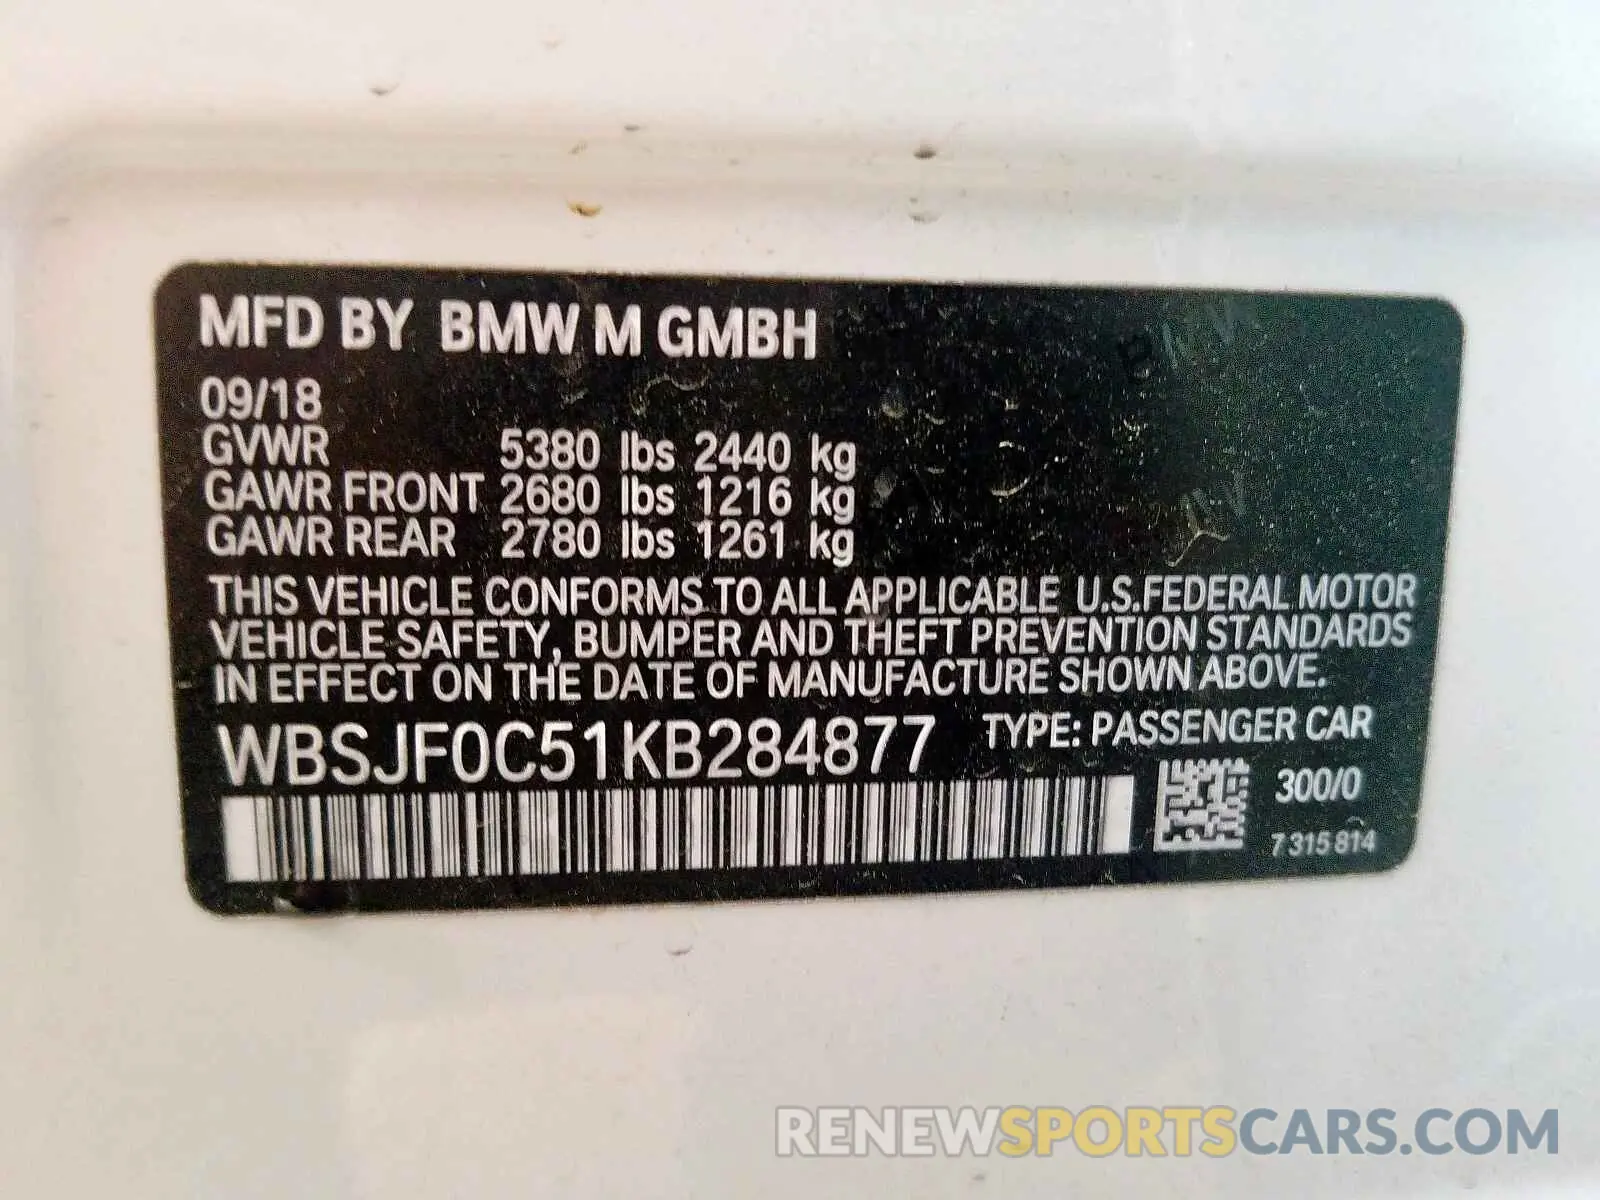 MFD BY BMW M GMBH
09/18
GVWR 5380 lbs 2440 kg
GAWR FRONT 2680 lbs 1216 kg
GAWR REAR 2780 lbs 1261 kg
THIS VEHICLE CONFORMS TO ALL APPLICABLE U.S.FEDERAL MOTOR
VEHICLE SAFETY, BUMPER AND THEFT PREVENTION STANDARDS
IN EFFECT ON THE DATE OF MANUFACTURE SHOWN ABOVE.
WBSJF0C51KB284877 TYPE: PASSENGER CAR
300/0
7 315 814
RENEWSPORTSCARS.COM